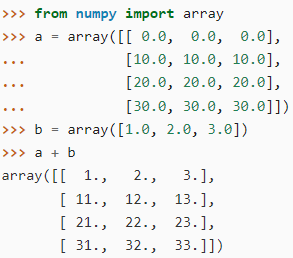 >>> from numpy import array
>>> a = array([[ 0.0,  0.0,  0.0],
...            [10.0, 10.0, 10.0],
...            [20.0, 20.0, 20.0],
...            [30.0, 30.0, 30.0]])
>>> b = array([1.0, 2.0, 3.0])
>>> a + b
array([[  1.,   2.,   3.],
       [ 11.,  12.,  13.],
       [ 21.,  22.,  23.],
       [ 31.,  32.,  33.]])